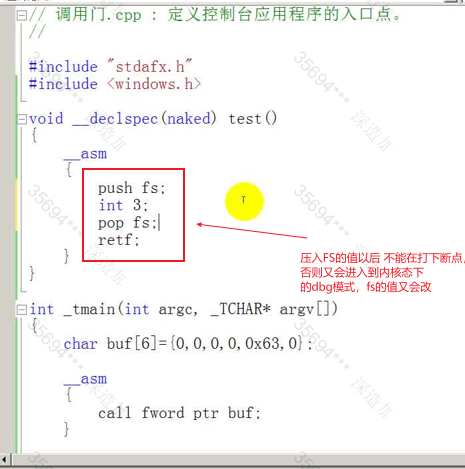 // 调用门.cpp : 定义控制台应用程序的入口点。
//
#include "stdafx.h"
#include <windows.h>
void __declspec(naked) test()
{
__asm
{
push fs;
int 3;
pop fs;
retf;
}
}
压入FS的值以后 不能在打下断点,
否则又会进入到内核态下
的dbg模式，fs的值又会改
int _tmain(int argc, _TCHAR* argv[])
{
char buf[6]={0,0,0,0,0x63,0};
__asm
{
call fword ptr buf;
}